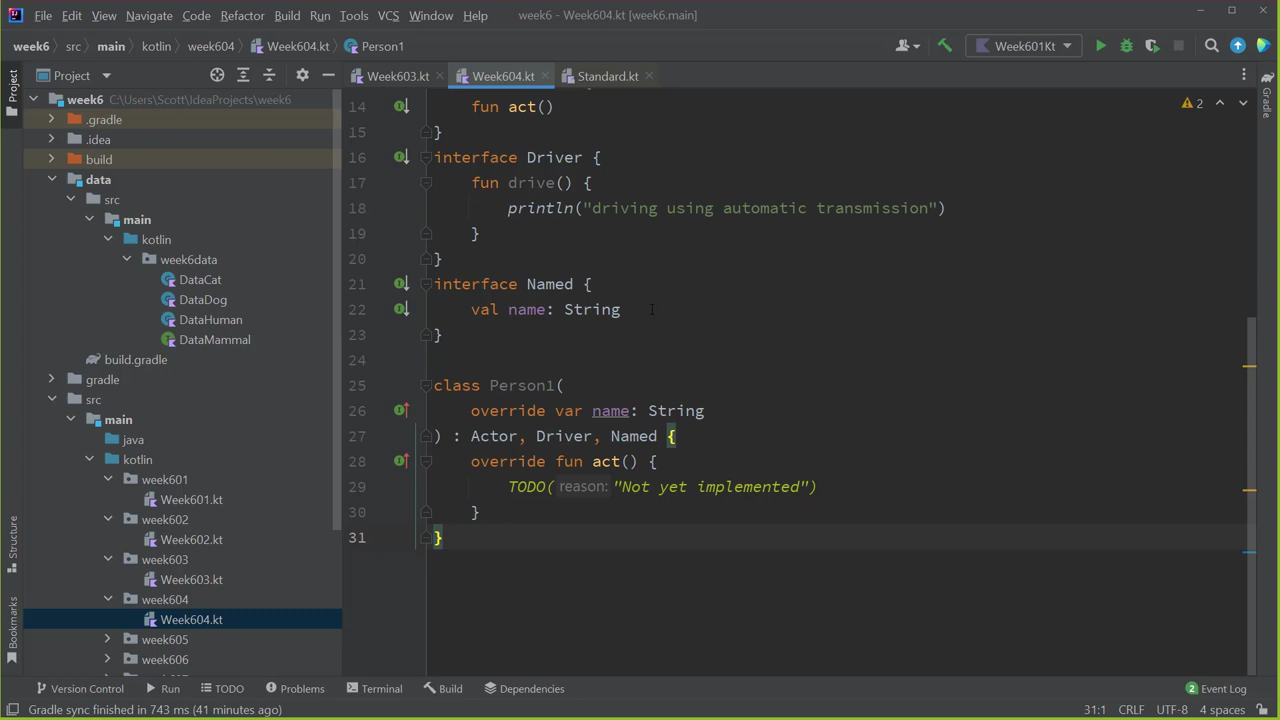 File Edit View Navigate Code Refactor Build Run Tools VCS Window Help week6 - Week604.kt [week6.main]
week6 src main kotlin week604 Week604.kt Person1 Week601Kt
Project Week603.kt Week604.kt Standard.kt
Project
Structure
Bookmarks
Gradle
week6 C:\Users\Scott\IdeaProjects\week6
.gradle
.idea
build
data
src
main
kotlin
week6data
DataCat
DataDog
DataHuman
DataMammal
build.gradle
gradle
src
main
java
kotlin
week601
Week601.kt
week602
Week602.kt
week603
Week603.kt
week604
Week604.kt
week605
week606
2
14 fun act()
15 }
16 interface Driver {
17 fun drive() {
18 println("driving using automatic transmission")
19 }
20 }
21 interface Named {
22 val name: String
23 }
24
25 class Person1(
26 override var name: String
27 ) : Actor, Driver, Named {
28 override fun act() {
29 TODO( reason: "Not yet implemented")
30 }
31 }
Version Control Run TODO Problems Terminal Build Dependencies 2 Event Log
Gradle sync finished in 743 ms (41 minutes ago) 31:1 CRLF UTF-8 4 spaces